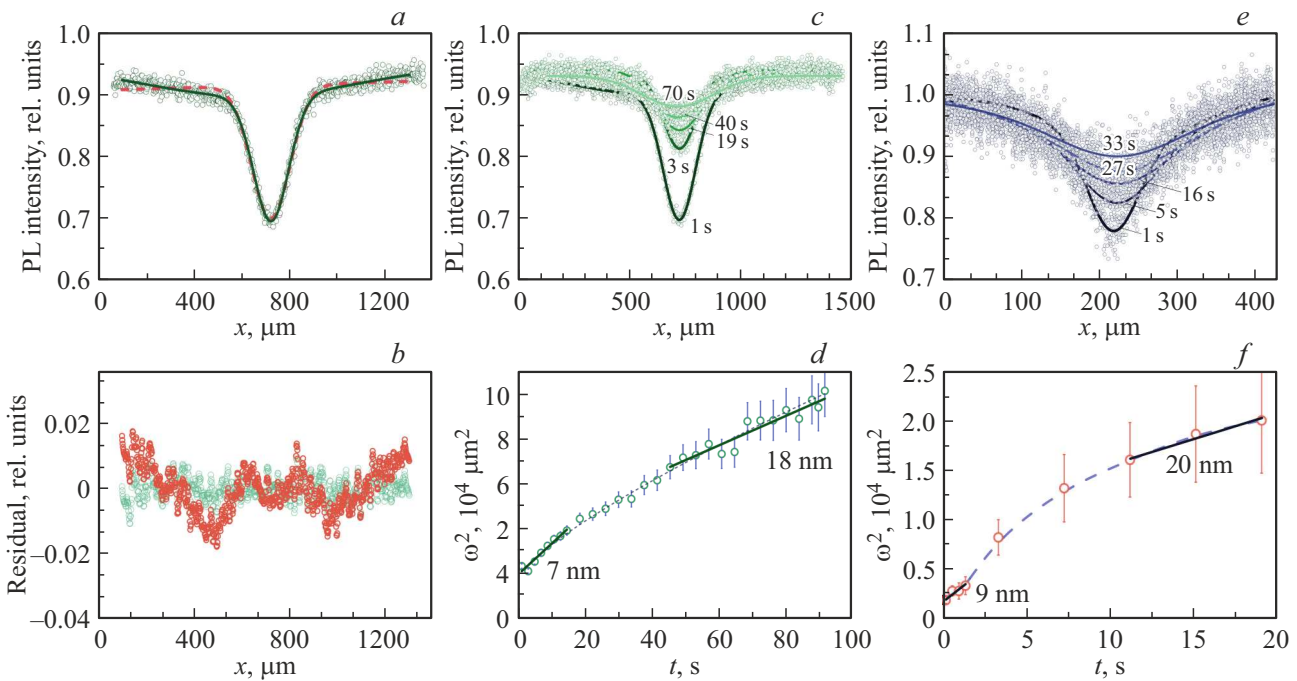 a
PL intensity, rel. units
1.0
0.9
0.8
0.7
0.6
0 400 800 1200
x, μm
c
PL intensity, rel. units
1.0
0.9
0.8
0.7
0.6
70 s
40 s
19 s
3 s
1 s
0 500 1000 1500
x, μm
e
PL intensity, rel. units
1.1
1.0
0.9
0.8
0.7
33 s
27 s
16 s
5 s
1 s
0 100 200 300 400
x, μm
b
Residual, rel. units
0.02
0
–0.02
–0.04
0 400 800 1200
x, μm
d
ω², 10⁴ μm²
10
8
6
2
4
0
18 nm
7 nm
0 20 40 60 80 100
t, s
f
ω², 10⁴ μm²
2.5
2.0
1.5
1.0
0.5
0
20 nm
9 nm
0 5 10 15 20
t, s